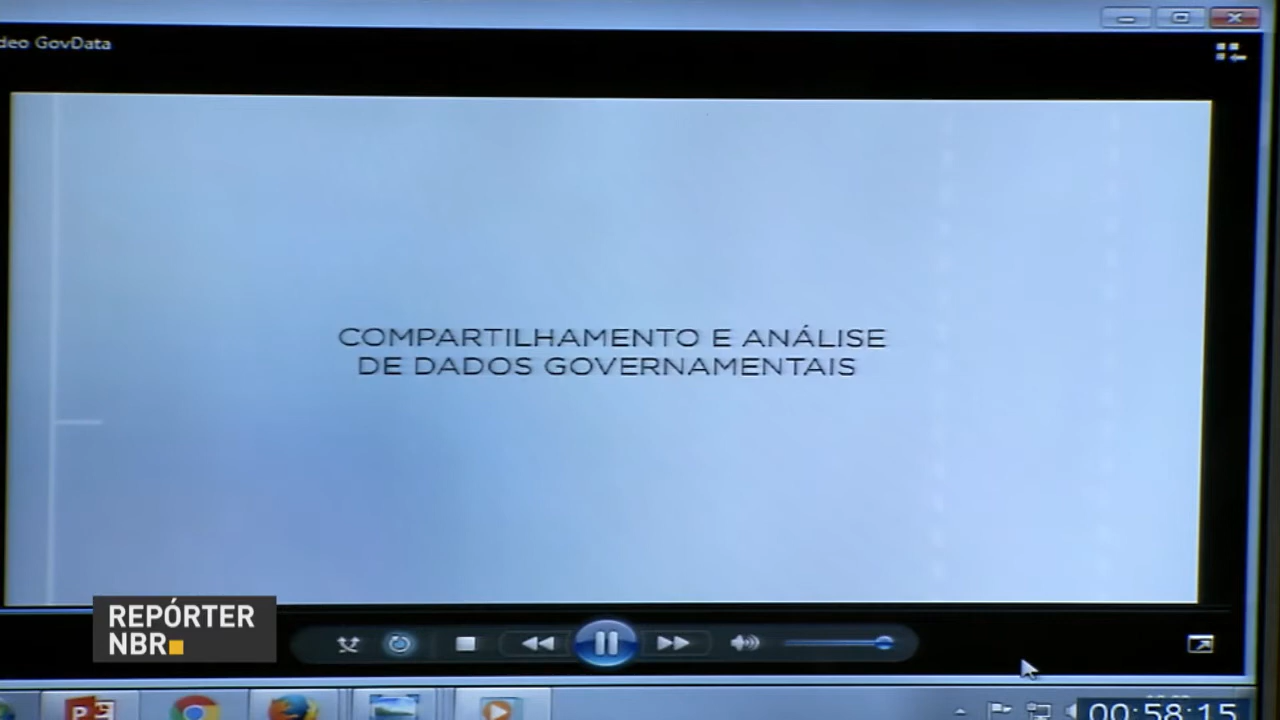 deo GovData
COMPARTILHAMENTO E ANÁLISE
DE DADOS GOVERNAMENTAIS
REPÓRTER
NBR
00:58:15